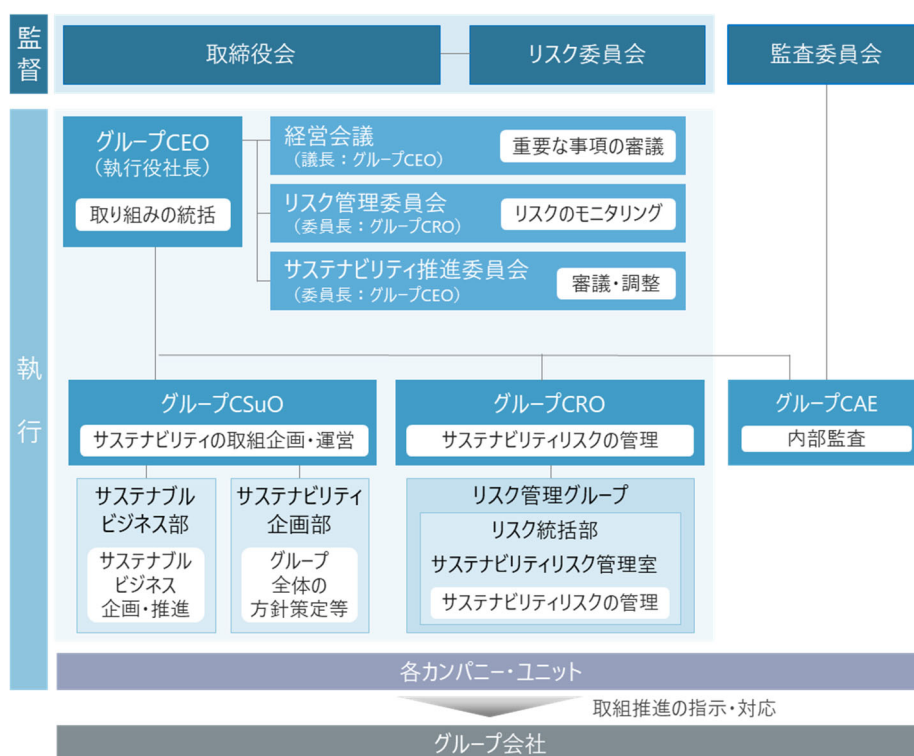 監督
取締役会
リスク委員会
監査委員会
執行
グループCEO
(執行役社長)
取り組みの統括
経営会議
(議長:グループCEO)
重要な事項の審議
リスク管理委員会
(委員長:グループCRO)
リスクのモニタリング
サステナビリティ推進委員会
(委員長:グループCEO)
審議・調整
グループCSuO
サステナビリティの取組企画・運営
グループCRO
サステナビリティリスクの管理
グループCAE
内部監査
サステナブル
ビジネス部
サステナブル
ビジネス
企画・推進
サステナビリティ
企画部
グループ
全体の
方針策定等
リスク管理グループ
リスク統括部
サステナビリティリスク管理室
サステナビリティリスクの管理
各カンパニー・ユニット
取組推進の指示・対応
グループ会社